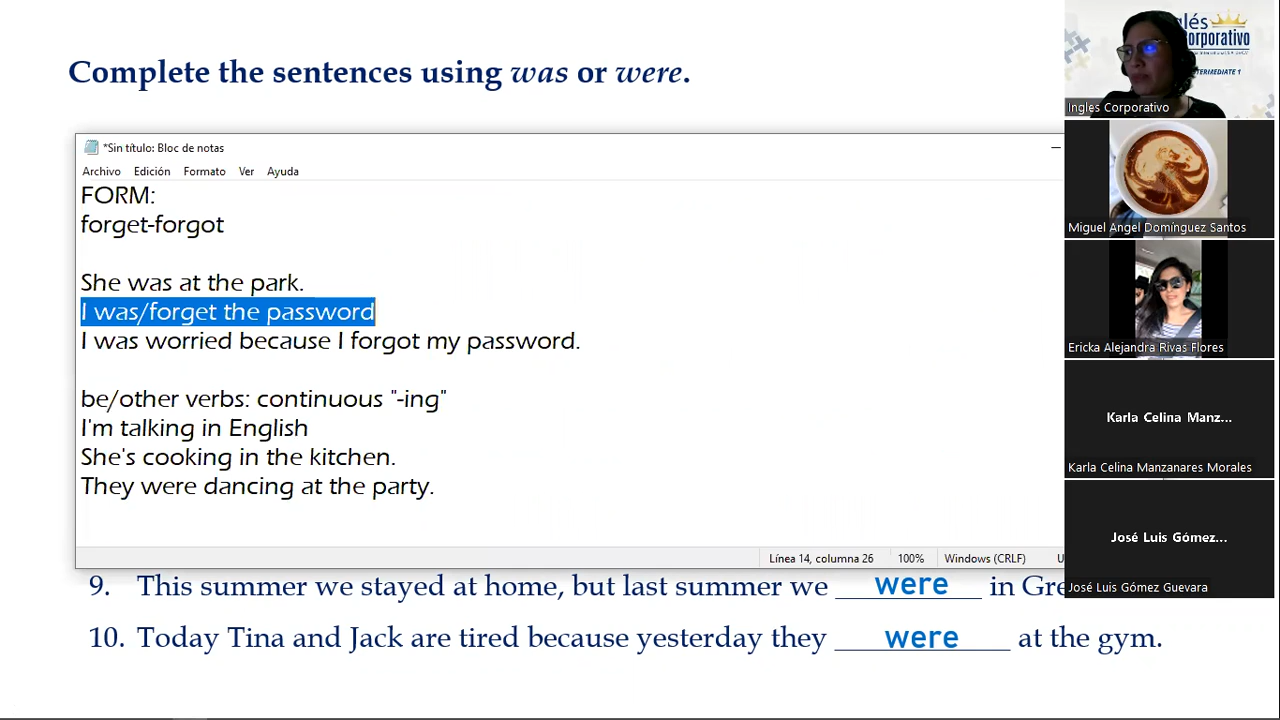 Complete the sentences using was or were.
*Sin título: Bloc de notas
Archivo Edición Formato Ver Ayuda
FORM:
forget-forgot
She was at the park.
I was/forget the password
I was worried because I forgot my password.
be/other verbs: continuous "-ing"
I'm talking in English
She's cooking in the kitchen.
They were dancing at the party.
Línea 14, columna 26 100% Windows (CRLF)
9. This summer we stayed at home, but last summer we were in
10. Today Tina and Jack are tired because yesterday they were at the gym.
Ingles Corporativo
Miguel Angel Domínguez Santos
Ericka Alejandra Rivas Flores
Karla Celina Manz...
Karla Celina Manzanares Morales
José Luis Gómez...
José Luis Gómez Guevara